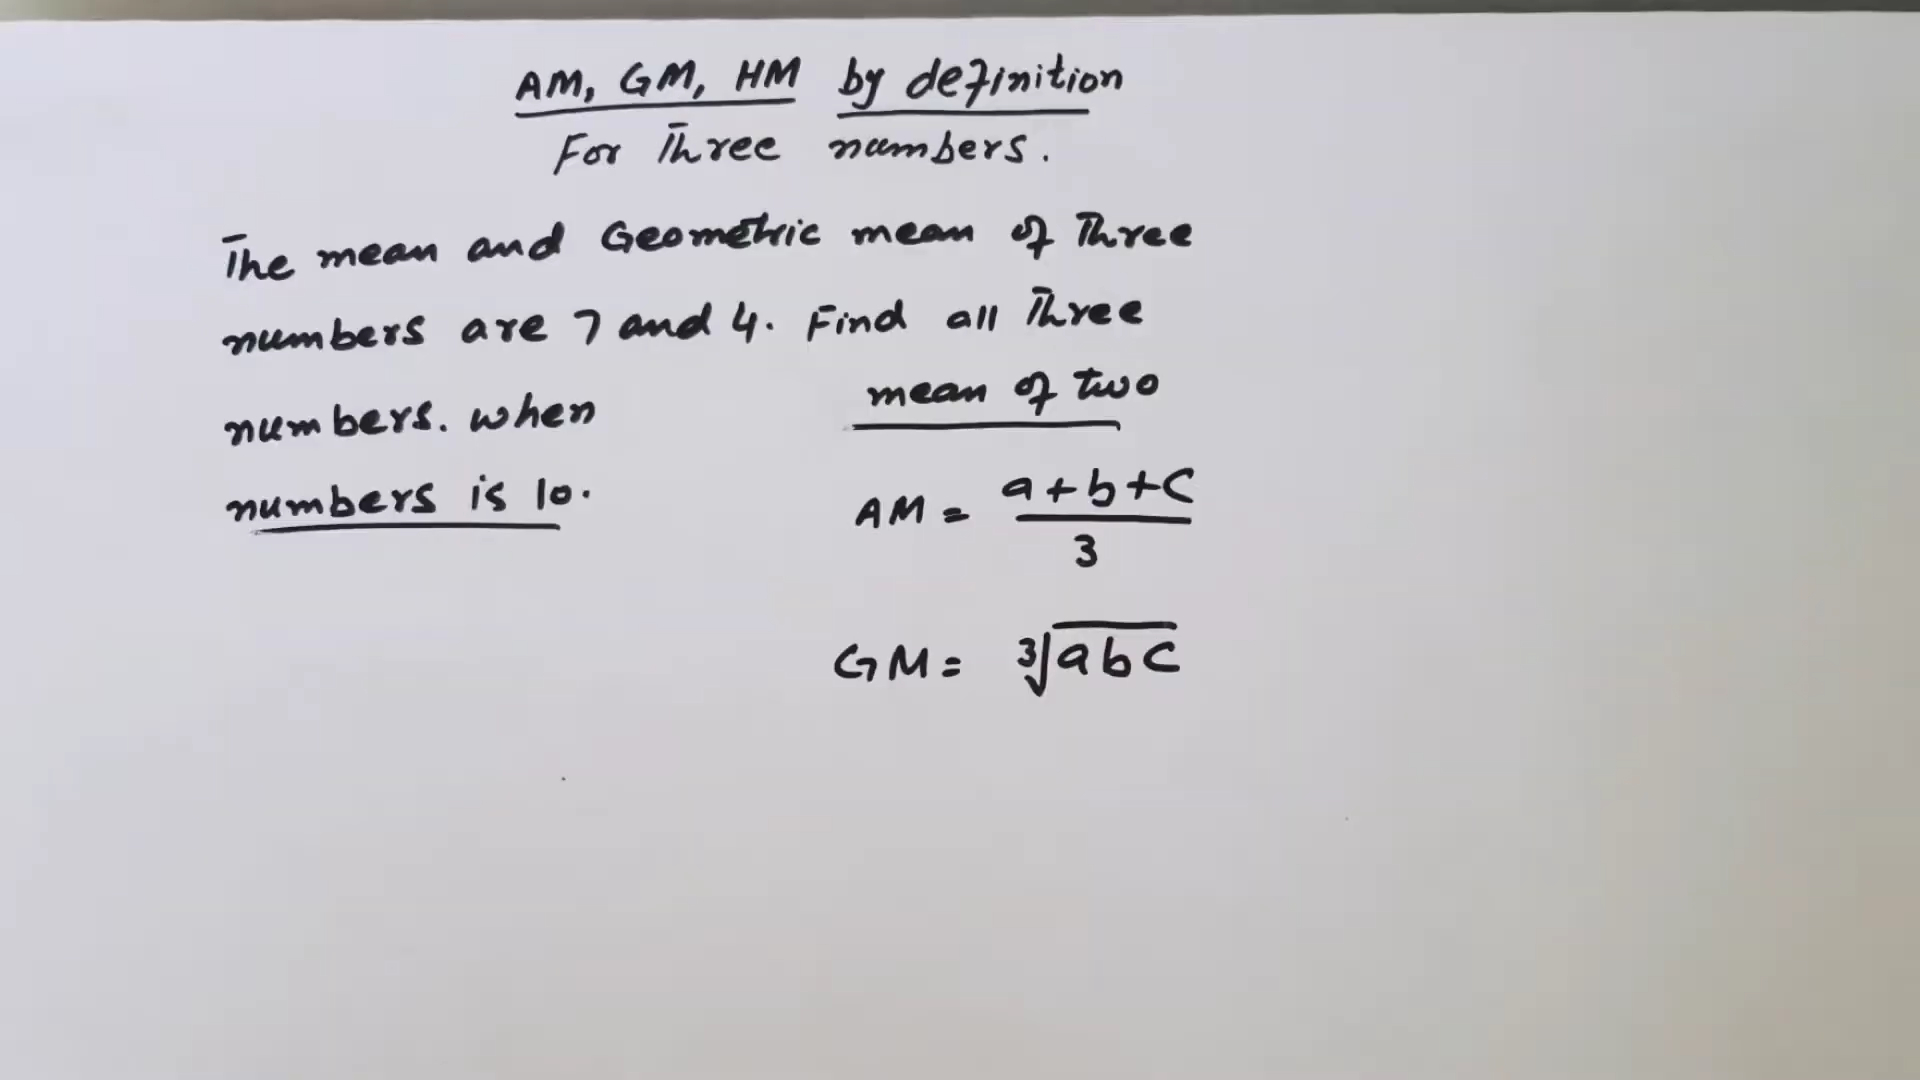 AM, GM, HM by definition
For Three numbers.
The mean and Geometric mean of Three
numbers are 7 and 4. Find all Three
numbers. when mean of two
numbers is 10.
AM = a+b+c
3
GM = ∛abc